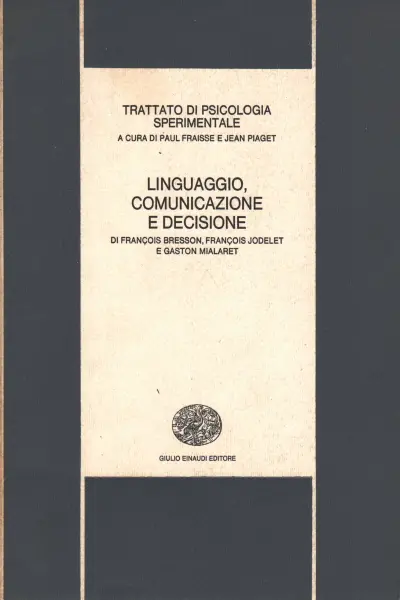 TRATTATO DI PSICOLOGIA
SPERIMENTALE
A CURA DI PAUL FRAISSE E JEAN PIAGET
LINGUAGGIO,
COMUNICAZIONE
E DECISIONE
DI FRANÇOIS BRESSON, FRANÇOIS JODELET
E GASTON MIALARET
GIULIO EINAUDI EDITORE